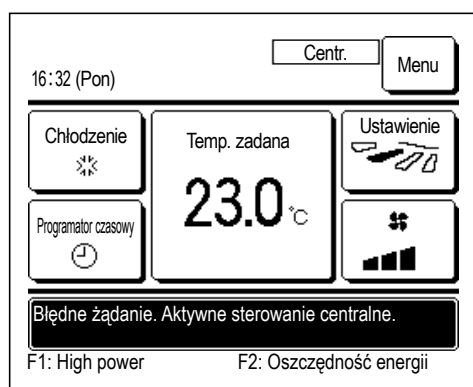 Centr.
Menu
16:32 (Pon)
Chłodzenie
Temp. zadana
Ustawienie
23.0 °C
Programator czasowy
Błędne żądanie. Aktywne sterowanie centralne.
F1: High power
F2: Oszczędność energii